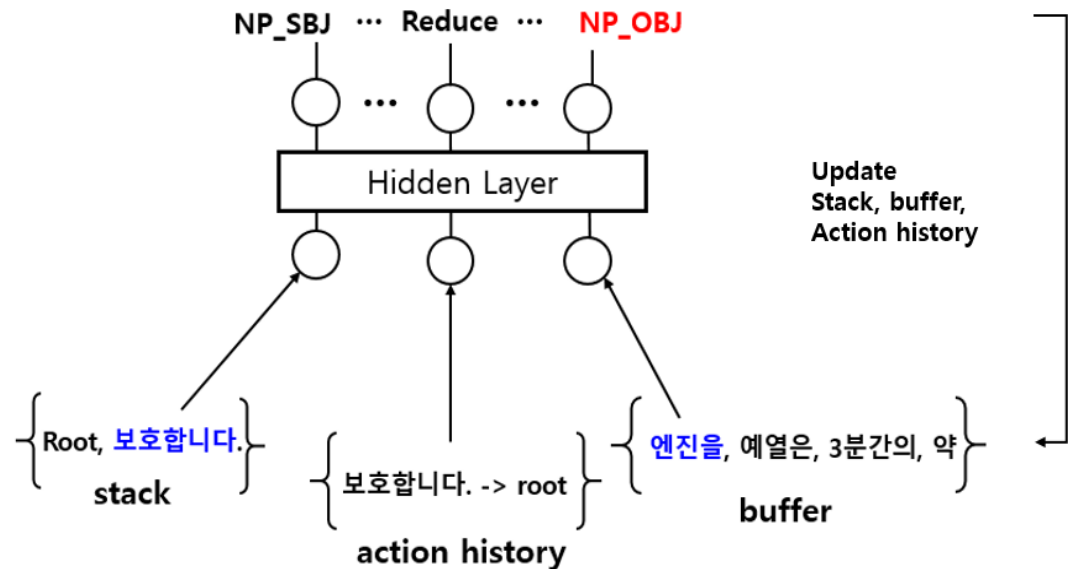 NP_SBJ ··· Reduce ··· NP_OBJ
··· ···
Hidden Layer
Update
Stack, buffer,
Action history
Root, 보호합니다.
stack
보호합니다. -> root
action history
엔진을, 예열은, 3분간의, 약
buffer